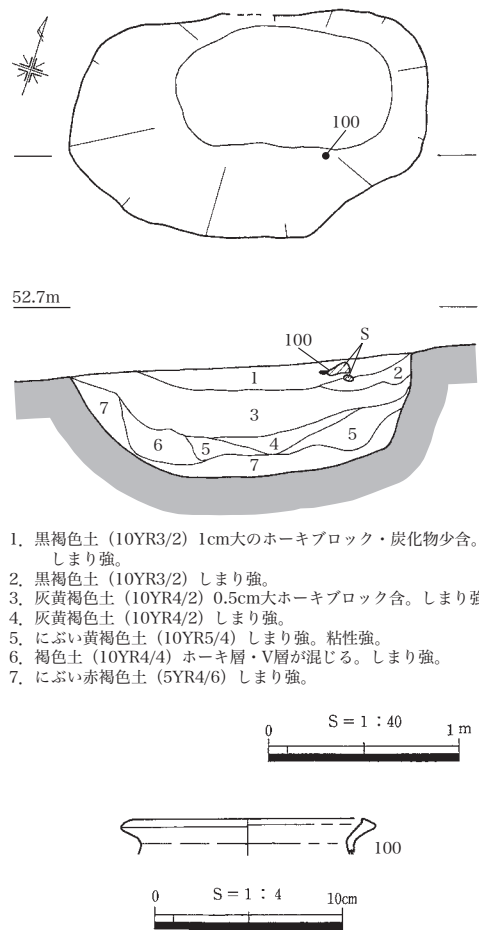 100
52.7m
100
S
1
2
3
7
6
5
4
5
7
1. 黒褐色土（10YR3/2）1cm大のホーキブロック・炭化物少含。
しまり強。
2. 黒褐色土（10YR3/2）しまり強。
3. 灰黄褐色土（10YR4/2）0.5cm大ホーキブロック含。しまり強
4. 灰黄褐色土（10YR4/2）しまり強。
5. にぶい黄褐色土（10YR5/4）しまり強。粘性強。
6. 褐色土（10YR4/4）ホーキ層・V層が混じる。しまり強。
7. にぶい赤褐色土（5YR4/6）しまり強。
S＝1：40
0 1 m
100
S＝1：4
0 10cm